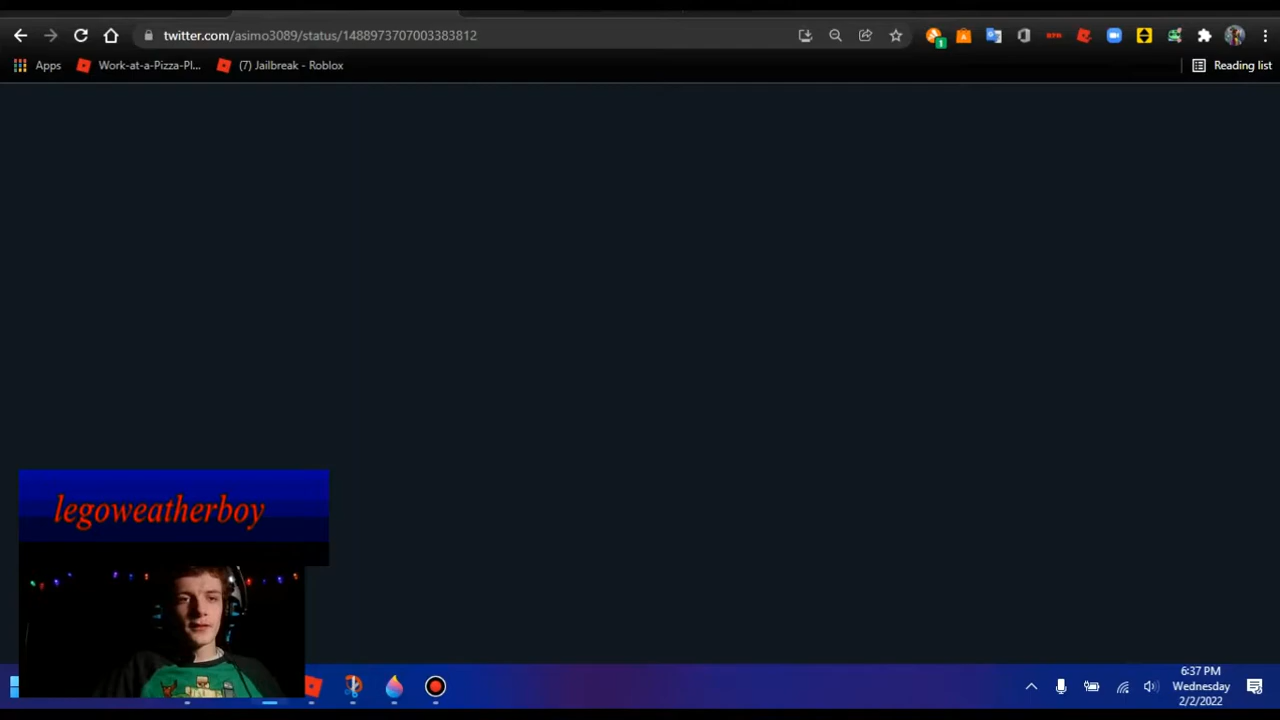 twitter.com/asimo3089/status/1488973707003383812
1
Apps
Work-at-a-Pizza-Pl...
(7) Jailbreak - Roblox
Reading list
legoweatherboy
6:37 PM
Wednesday
2/2/2022